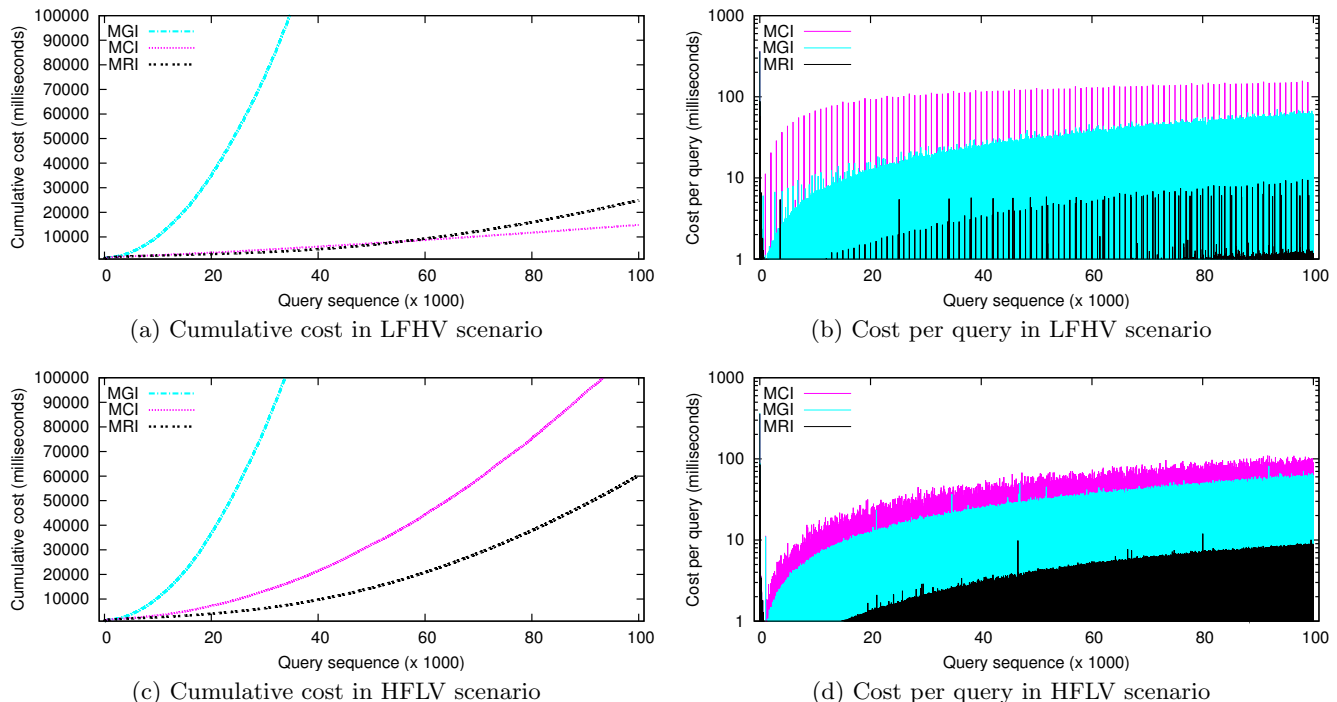 100000
90000
80000
70000
60000
50000
40000
30000
20000
10000
Cumulative cost (milliseconds)
MGI
MCI
MRI
0 20 40 60 80 100
Query sequence (x 1000)
(a) Cumulative cost in LFHV scenario
1000
100
10
1
Cost per query (milliseconds)
MCI
MGI
MRI
0 20 40 60 80 100
Query sequence (x 1000)
(b) Cost per query in LFHV scenario
100000
90000
80000
70000
60000
50000
40000
30000
20000
10000
Cumulative cost (milliseconds)
MGI
MCI
MRI
0 20 40 60 80 100
Query sequence (x 1000)
(c) Cumulative cost in HFLV scenario
1000
100
10
1
Cost per query (milliseconds)
MCI
MGI
MRI
0 20 40 60 80 100
Query sequence (x 1000)
(d) Cost per query in HFLV scenario